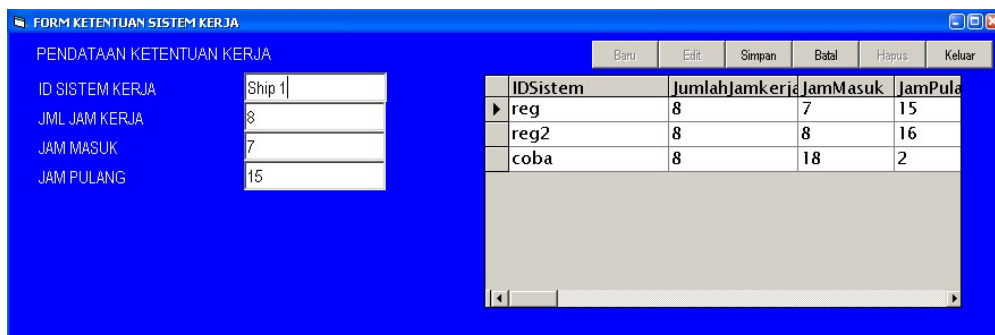 FORM KETENTUAN SISTEM KERJA
PENDATAAN KETENTUAN KERJA
Baru Edit Simpan Batal Hapus Keluar
ID SISTEM KERJA Ship 1
JML JAM KERJA 8
JAM MASUK 7
JAM PULANG 15
IDSistem JumlahJamkerja JamMasuk JamPula
reg 8 7 15
reg2 8 8 16
coba 8 18 2